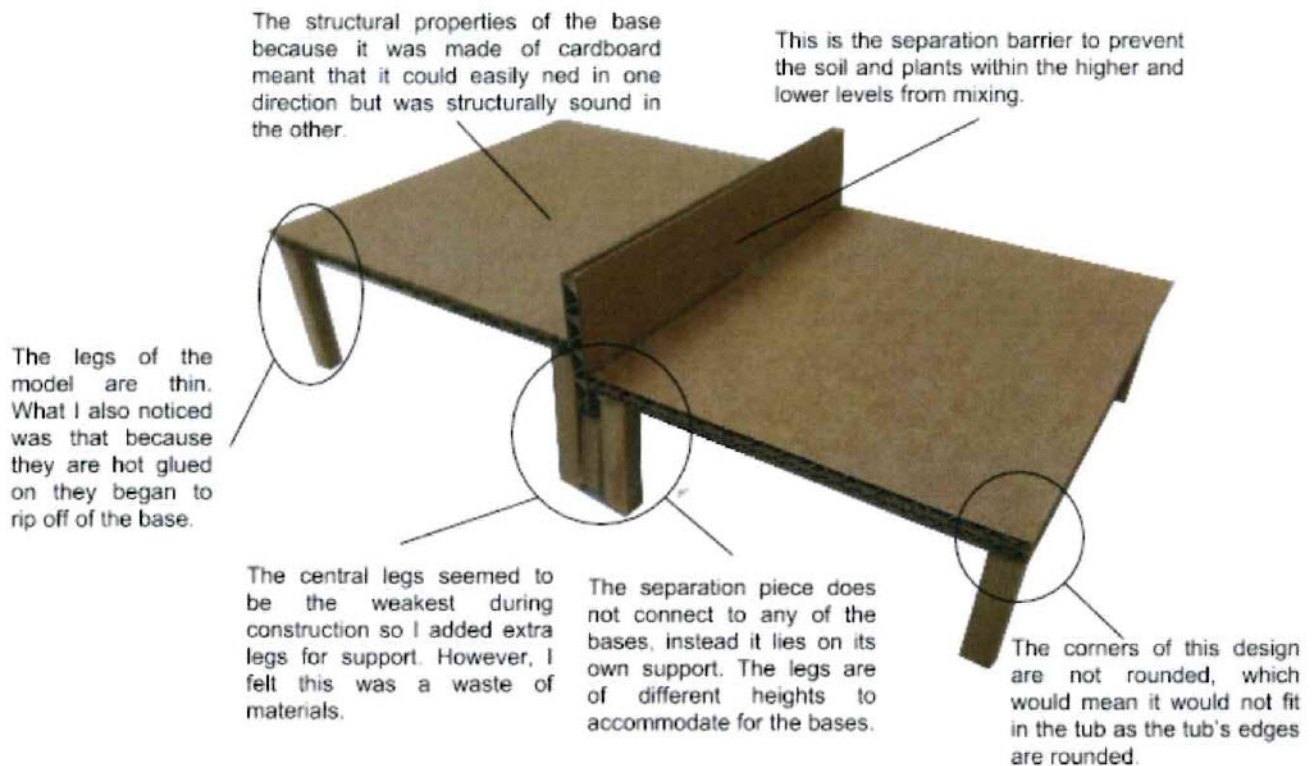 The structural properties of the base
because it was made of cardboard
meant that it could easily ned in one
direction but was structurally sound in
the other.
This is the separation barrier to prevent
the soil and plants within the higher and
lower levels from mixing.
The legs of the
model are thin.
What I also noticed
was that because
they are hot glued
on they began to
rip off of the base.
The central legs seemed to
be the weakest during
construction so I added extra
legs for support. However, I
felt this was a waste of
materials.
The separation piece does
not connect to any of the
bases, instead it lies on its
own support. The legs are
of different heights to
accommodate for the bases.
The corners of this design
are not rounded, which
would mean it would not fit
in the tub as the tub's edges
are rounded.